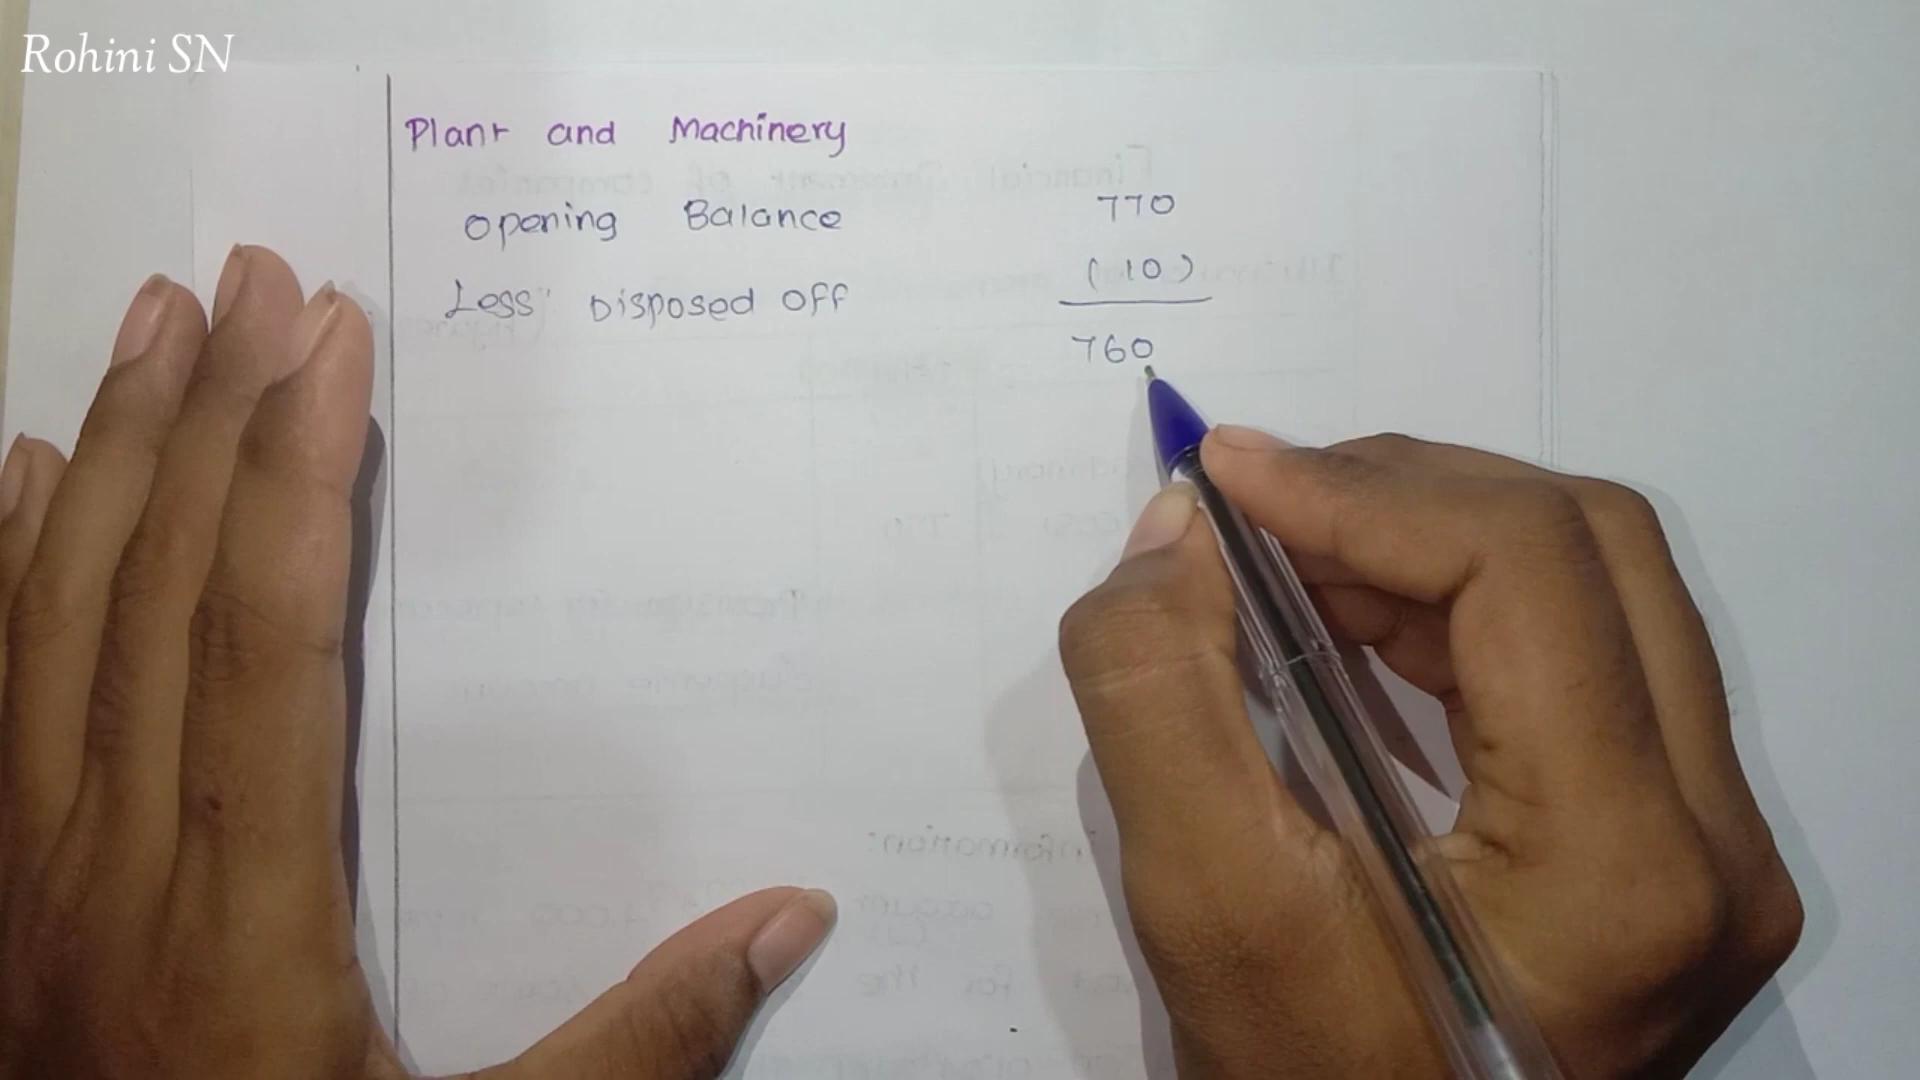 Rohini SN
Plant and Machinery
Opening Balance 770
Less: Disposed off (10)
760